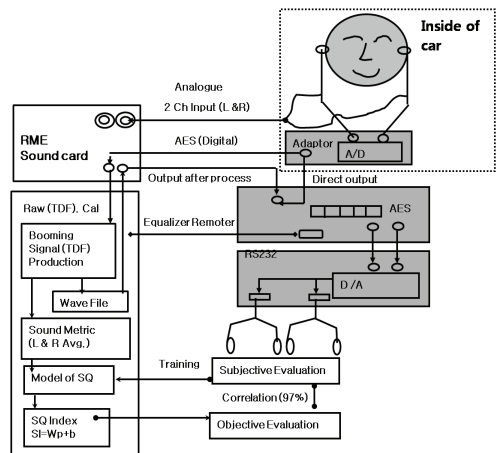 Inside of
car
Analogue
2 Ch Input (L &R)
RME
Sound card
AES (Digital)
Adaptor
A/D
Output after process
Direct output
Raw (TDF), Cal
Equalizer Remoter
AES
Booming
Signal (TDF)
Production
RS232
Wave File
D /A
Sound Metric
(L & R Avg.)
Training
Subjective Evaluation
Model of SQ
Correlation (97%)
SQ Index
SI=Wp+b
Objective Evaluation